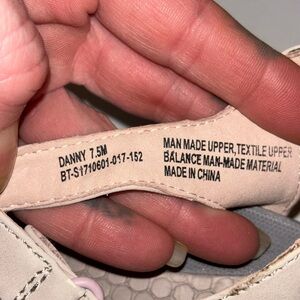 DANNY 7.5M
BT-S1710601-017-152
MAN MADE UPPER,TEXTILE UPPER
BALANCE MAN-MADE MATERIAL
MADE IN CHINA